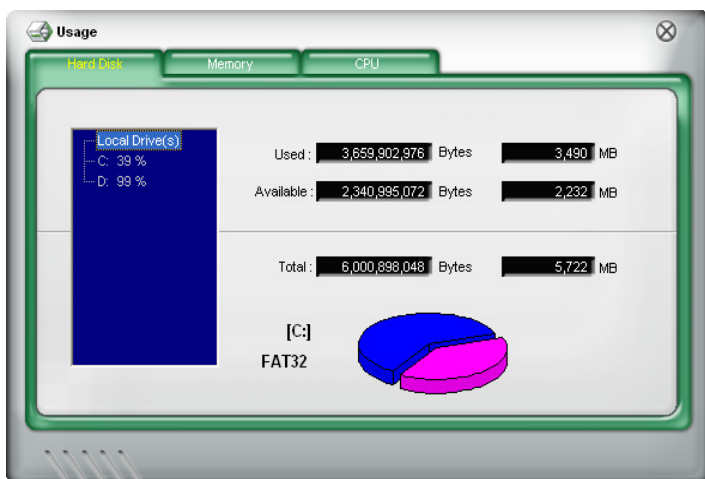 Usage
Hard Disk Memory CPU
Local Drive(s)
C: 39 %
D: 99 %
Used : 3,659,902,976 Bytes 3,490 MB
Available : 2,340,995,072 Bytes 2,232 MB
Total : 6,000,898,048 Bytes 5,722 MB
[C:]
FAT32